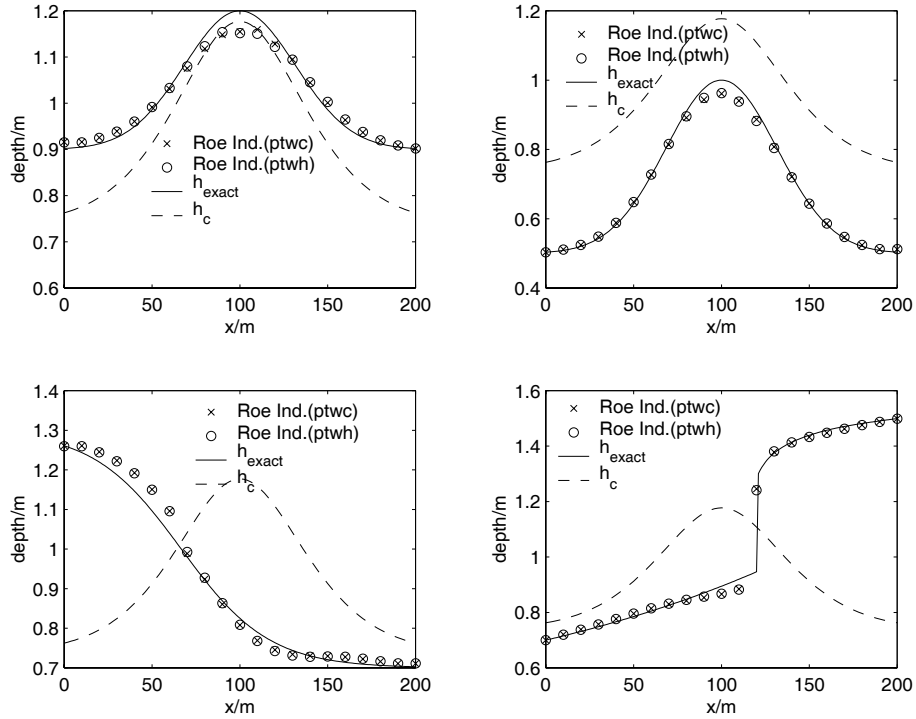 1.2
1.1
1
0.9
0.8
0.7
0.6
depth/m
Roe Ind.(ptwc)
Roe Ind.(ptwh)
h_exact
h_c
0 50 100 150 200
x/m
1.2
1
0.8
0.6
0.4
depth/m
Roe Ind.(ptwc)
Roe Ind.(ptwh)
h_exact
h_c
0 50 100 150 200
x/m
1.4
1.3
1.2
1.1
1
0.9
0.8
0.7
depth/m
Roe Ind.(ptwc)
Roe Ind.(ptwh)
h_exact
h_c
0 50 100 150 200
x/m
1.6
1.4
1.2
1
0.8
0.6
depth/m
Roe Ind.(ptwc)
Roe Ind.(ptwh)
h_exact
h_c
0 50 100 150 200
x/m